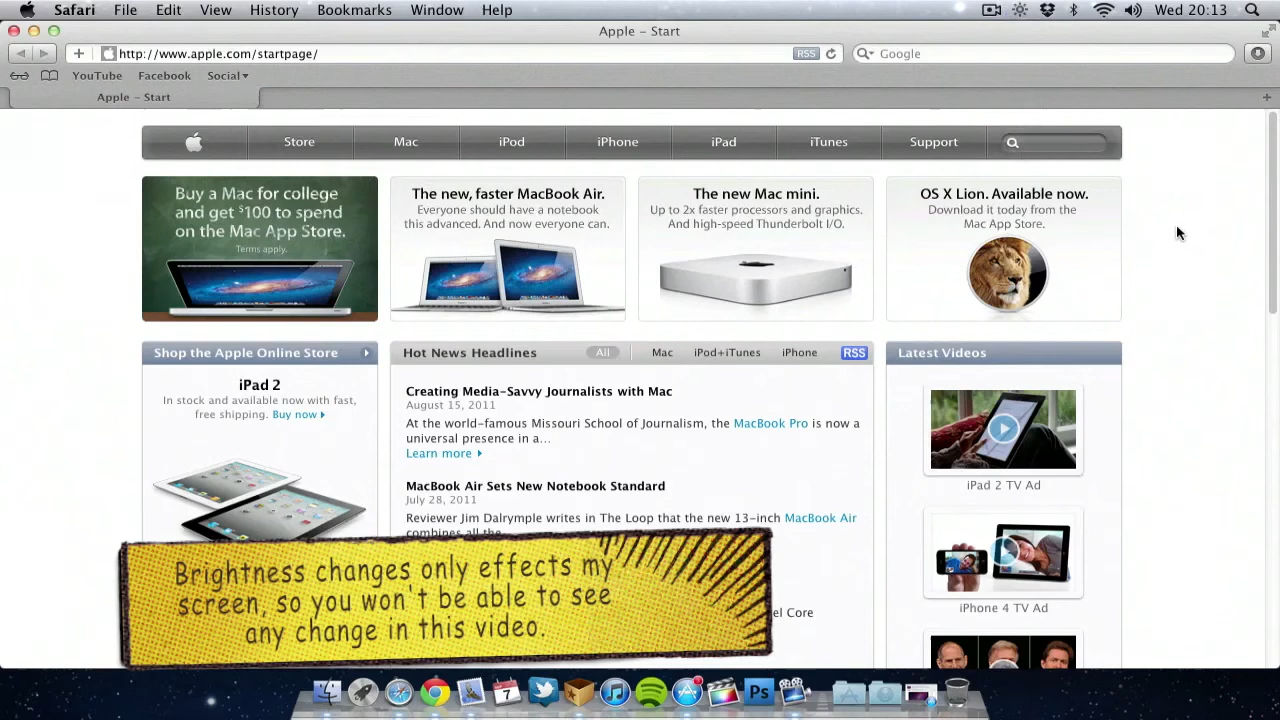 Safari File Edit View History Bookmarks Window Help Wed 20:13
Apple – Start
http://www.apple.com/startpage/ RSS Google
YouTube Facebook Social
Apple – Start
Store Mac iPod iPhone iPad iTunes Support
Buy a Mac for college
and get $100 to spend
on the Mac App Store.
Terms apply.
The new, faster MacBook Air.
Everyone should have a notebook
this advanced. And now everyone can.
The new Mac mini.
Up to 2x faster processors and graphics.
And high-speed Thunderbolt I/O.
OS X Lion. Available now.
Download it today from the
Mac App Store.
Shop the Apple Online Store
iPad 2
In stock and available now with fast,
free shipping. Buy now
Hot News Headlines All Mac iPod+iTunes iPhone RSS
Creating Media-Savvy Journalists with Mac
August 15, 2011
At the world-famous Missouri School of Journalism, the MacBook Pro is now a
universal presence in a…
Learn more
MacBook Air Sets New Notebook Standard
July 28, 2011
Reviewer Jim Dalrymple writes in The Loop that the new 13-inch MacBook Air
combines all the
Core
Latest Videos
iPad 2 TV Ad
iPhone 4 TV Ad
Brightness changes only effects my
screen, so you won't be able to see
any change in this video.
7
Ps